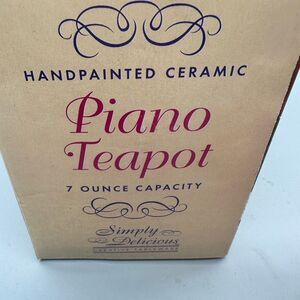 HANDPAINTED CERAMIC
Piano
Teapot
7 OUNCE CAPACITY
Simply
Delicious